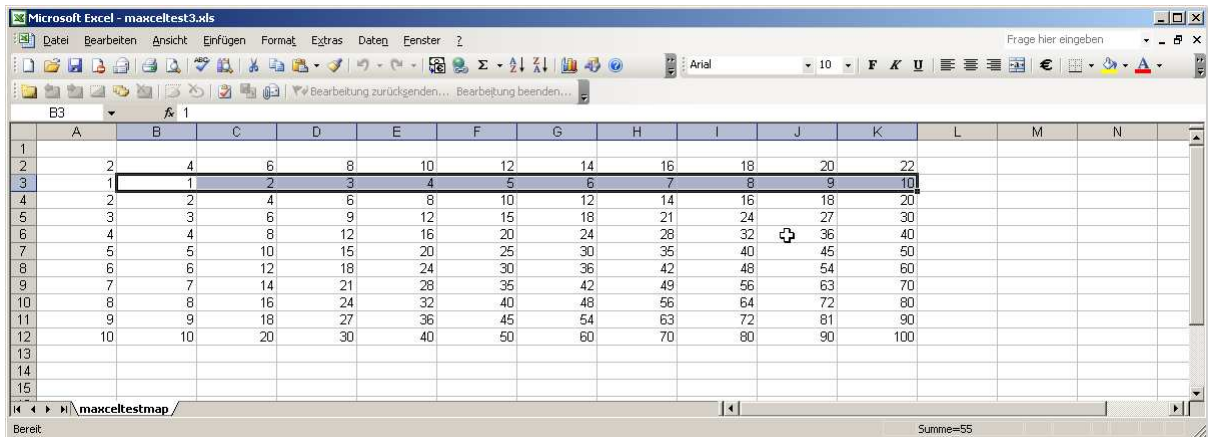 Microsoft Excel - maxceltest3.xls
Datei Bearbeiten Ansicht Einfügen Format Extras Daten Fenster ? Frage hier eingeben
Arial 10 F K U €
Bearbeitung zurücksenden... Bearbeitung beenden...
B3 fx 1
A B C D E F G H I J K L M N
1
2 2 4 6 8 10 12 14 16 18 20 22
3 1 1 2 3 4 5 6 7 8 9 10
4 2 2 4 6 8 10 12 14 16 18 20
5 3 3 6 9 12 15 18 21 24 27 30
6 4 4 8 12 16 20 24 28 32 36 40
7 5 5 10 15 20 25 30 35 40 45 50
8 6 6 12 18 24 30 36 42 48 54 60
9 7 7 14 21 28 35 42 49 56 63 70
10 8 8 16 24 32 40 48 56 64 72 80
11 9 9 18 27 36 45 54 63 72 81 90
12 10 10 20 30 40 50 60 70 80 90 100
13
14
15
maxceltestmap
Bereit Summe=55